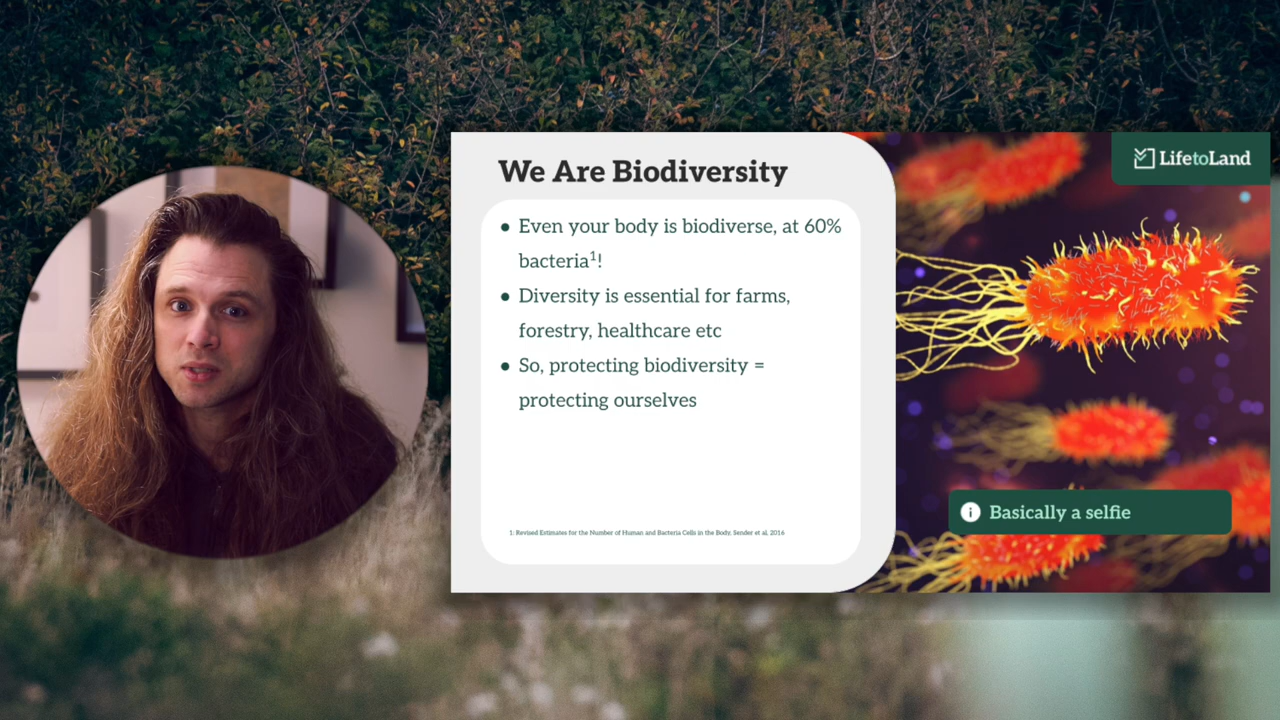 We Are Biodiversity
LifetoLand
● Even your body is biodiverse, at 60%
bacteria¹!
● Diversity is essential for farms,
forestry, healthcare etc
● So, protecting biodiversity =
protecting ourselves
Basically a selfie
1: Revised Estimates for the Number of Human and Bacteria Cells in the Body, Sender et al, 2016